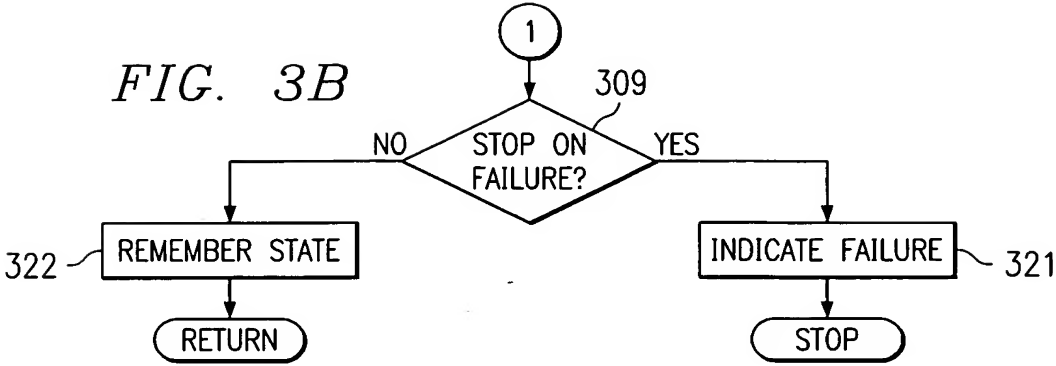 1
FIG. 3B
309
NO
STOP ON
FAILURE?
YES
322
REMEMBER STATE
INDICATE FAILURE
321
RETURN
STOP